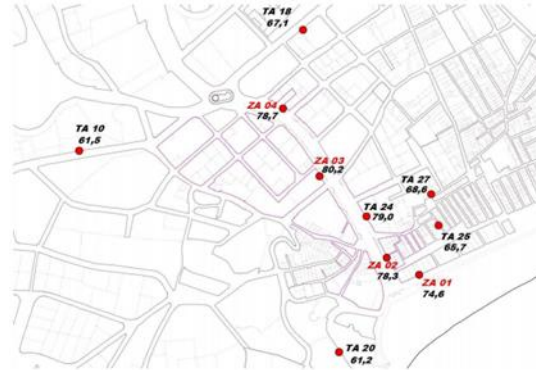 TA 18
67,1
ZA 04
78,7
TA 10
61,5
ZA 03
80,2
TA 27
68,6
TA 24
79,0
TA 25
65,7
ZA 02
78,3
ZA 01
74,6
TA 20
61,2